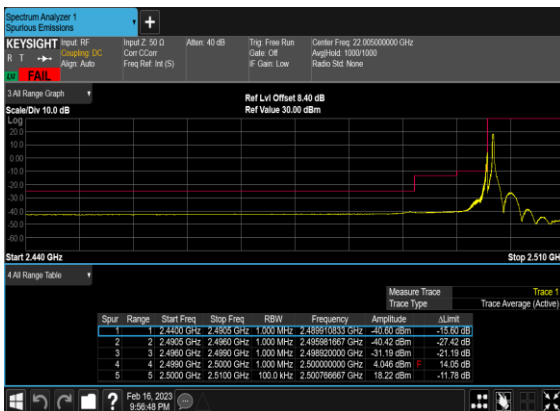 Spectrum Analyzer 1
Spurious Emissions
KEYSIGHT Input: RF Input Z: 50 Ω Atten: 40 dB Trig: Free Run Center Freq: 22.005000000 GHz
R T Coupling: DC Corr CCorr Gate: Off Avg|Hold: 1000/1000
Align: Auto Freq Ref: Int (S) IF Gain: Low Radio Std: None
LV FAIL
3 All Range Graph
Ref Lvl Offset 8.40 dB
Scale/Div 10.0 dB Ref Value 30.00 dBm
Log
20.0
10.0
0.00
-10.0
-20.0
-30.0
-40.0
-50.0
-60.0
Start 2.440 GHz Stop 2.510 GH
4 All Range Table
Measure Trace Trace 1
Trace Type Trace Average (Active)
Spur Range Start Freq Stop Freq RBW Frequency Amplitude ΔLimit
1 1 2.4400 GHz 2.4905 GHz 1.000 MHz 2.489910833 GHz -40.60 dBm -15.60 dB
2 2 2.4905 GHz 2.4960 GHz 1.000 MHz 2.495981667 GHz -40.42 dBm -27.42 dB
3 3 2.4960 GHz 2.4990 GHz 1.000 MHz 2.498920000 GHz -31.19 dBm -21.19 dB
4 4 2.4990 GHz 2.5000 GHz 1.000 MHz 2.500000000 GHz 4.046 dBm F 14.05 dB
5 5 2.5000 GHz 2.5100 GHz 100.0 kHz 2.500766667 GHz 18.22 dBm -11.78 dB
Feb 16, 2023
9:56:48 PM